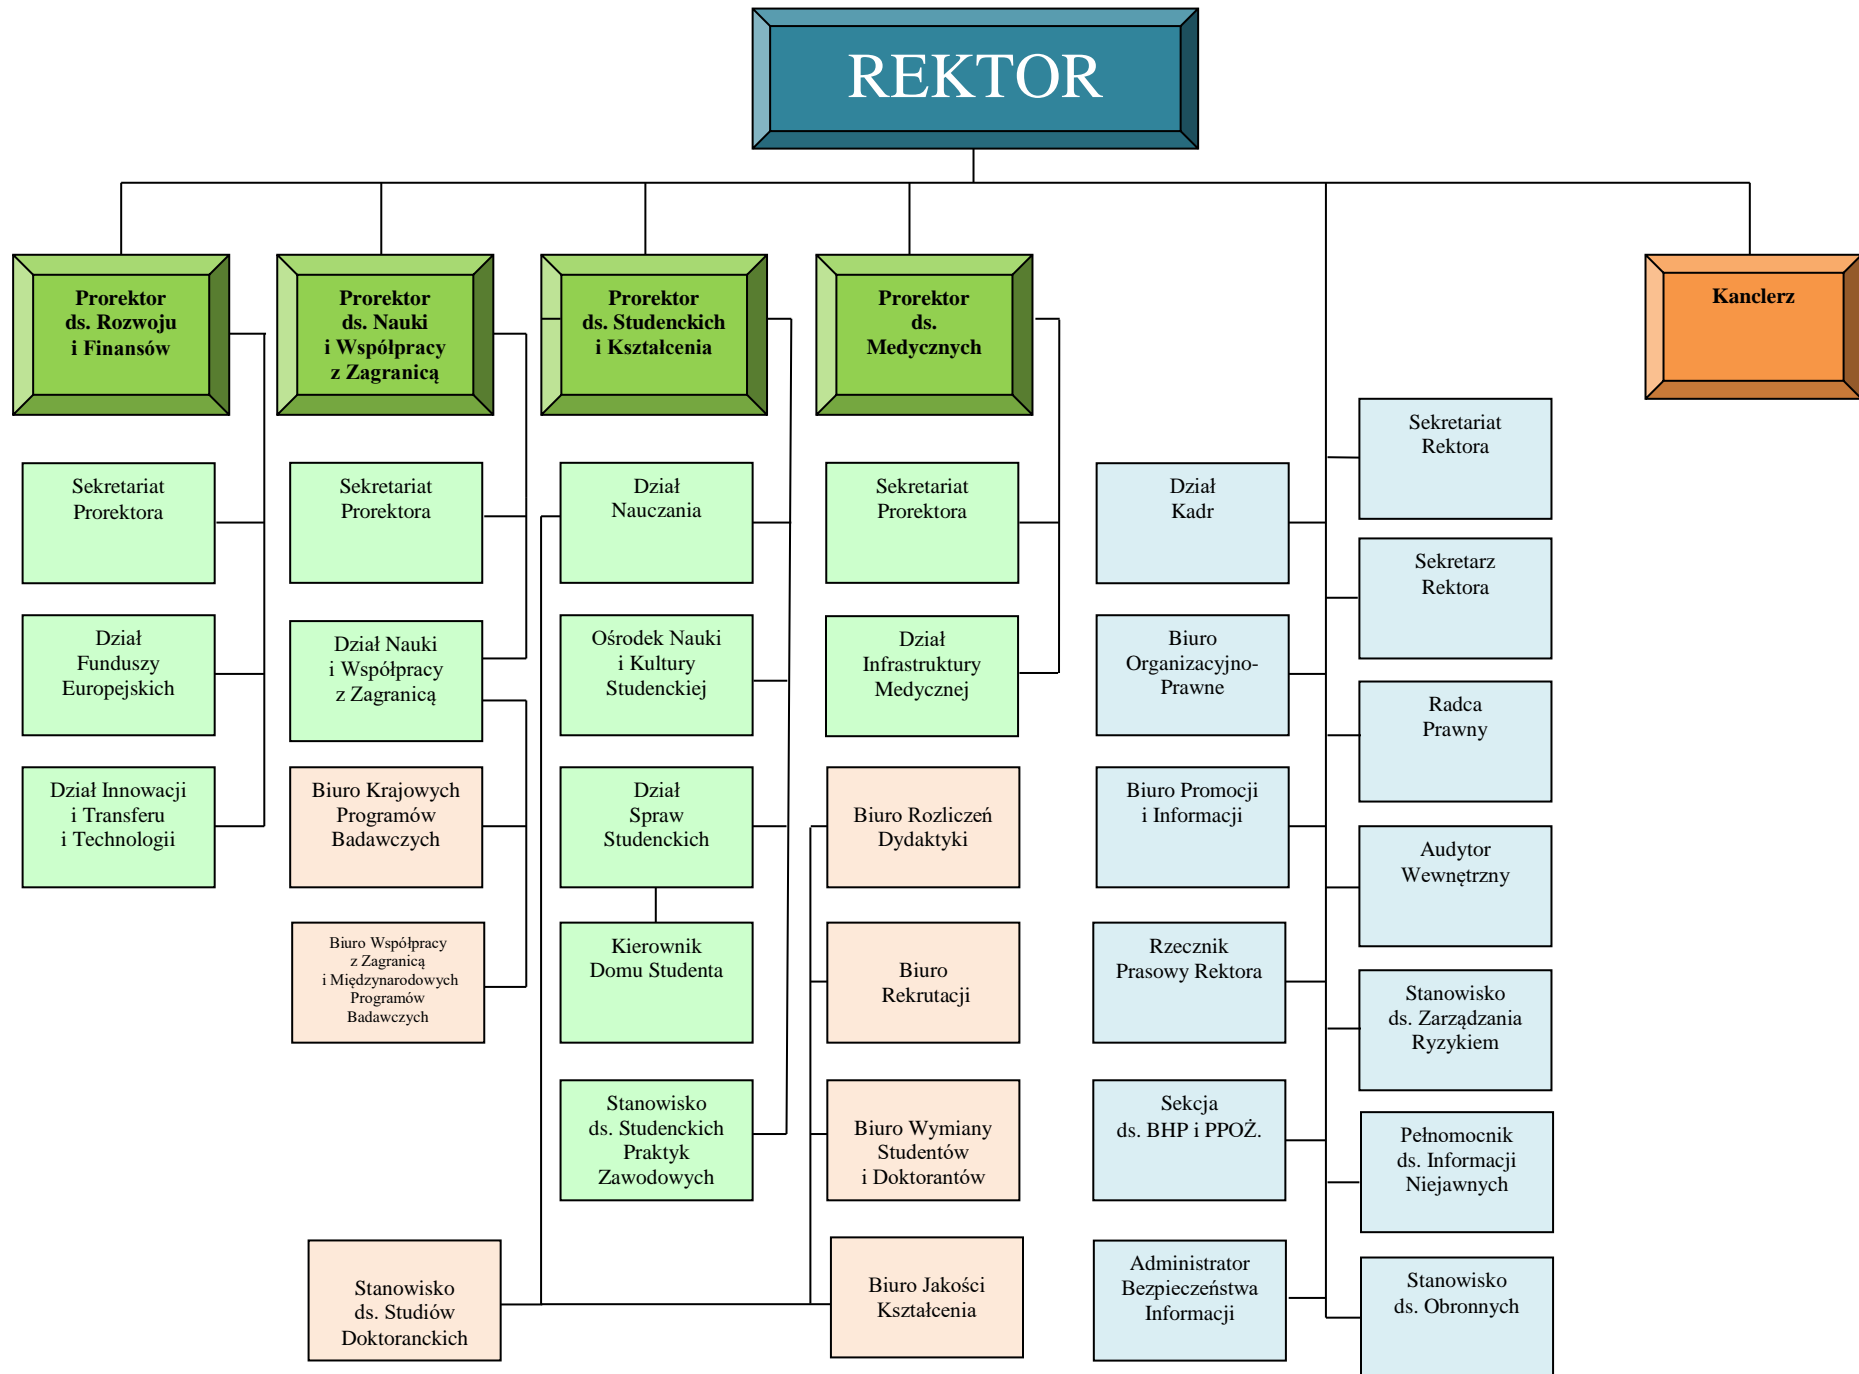 REKTOR
Prorektor
ds. Rozwoju
i Finansów
Prorektor
ds. Nauki
i Współpracy
z Zagranicą
Prorektor
ds. Studenckich
i Kształcenia
Prorektor
ds.
Medycznych
Kanclerz
Sekretariat
Prorektora
Dział
Funduszy
Europejskich
Dział Innowacji
i Transferu
i Technologii
Sekretariat
Prorektora
Dział Nauki
i Współpracy
z Zagranicą
Biuro Krajowych
Programów
Badawczych
Biuro Współpracy
z Zagranicą
i Międzynarodowych
Programów
Badawczych
Stanowisko
ds. Studiów
Doktoranckich
Dział
Nauczania
Ośrodek Nauki
i Kultury
Studenckiej
Dział
Spraw
Studenckich
Kierownik
Domu Studenta
Stanowisko
ds. Studenckich
Praktyk
Zawodowych
Sekretariat
Prorektora
Dział
Infrastruktury
Medycznej
Biuro Rozliczeń
Dydaktyki
Biuro
Rekrutacji
Biuro Wymiany
Studentów
i Doktorantów
Biuro Jakości
Kształcenia
Dział
Kadr
Biuro
Organizacyjno-
Prawne
Biuro Promocji
i Informacji
Rzecznik
Prasowy Rektora
Sekcja
ds. BHP i PPOŻ.
Administrator
Bezpieczeństwa
Informacji
Sekretariat
Rektora
Sekretarz
Rektora
Radca
Prawny
Audytor
Wewnętrzny
Stanowisko
ds. Zarządzania
Ryzykiem
Pełnomocnik
ds. Informacji
Niejawnych
Stanowisko
ds. Obronnych